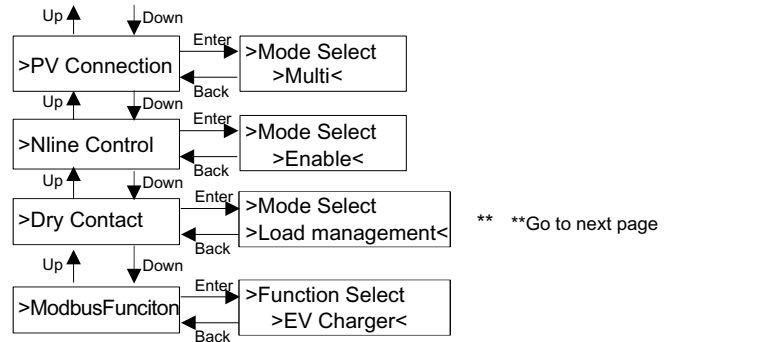 Up Down
>PV Connection Enter >Mode Select
>Multi<
Back
Up Down
>Nline Control Enter >Mode Select
>Enable<
Back
Up Down
>Dry Contact Enter >Mode Select
>Load management< ** **Go to next page
Back
Up Down
>ModbusFunciton Enter >Function Select
>EV Charger<
Back